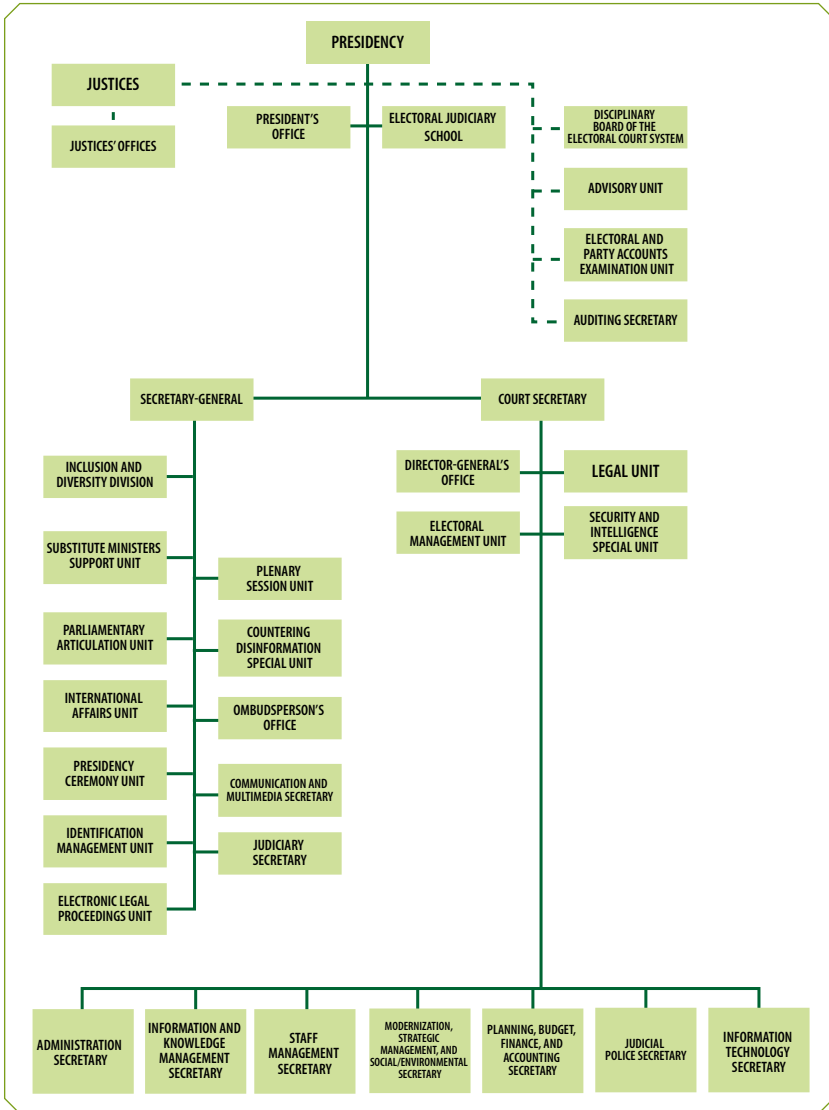 PRESIDENCY
JUSTICES
JUSTICES' OFFICES
PRESIDENT'S
OFFICE
ELECTORAL JUDICIARY
SCHOOL
DISCIPLINARY
BOARD OF THE
ELECTORAL COURT SYSTEM
ADVISORY UNIT
ELECTORAL AND
PARTY ACCOUNTS
EXAMINATION UNIT
AUDITING SECRETARY
SECRETARY-GENERAL
COURT SECRETARY
INCLUSION AND
DIVERSITY DIVISION
SUBSTITUTE MINISTERS
SUPPORT UNIT
PARLIAMENTARY
ARTICULATION UNIT
INTERNATIONAL
AFFAIRS UNIT
PRESIDENCY
CEREMONY UNIT
IDENTIFICATION
MANAGEMENT UNIT
ELECTRONIC LEGAL
PROCEEDINGS UNIT
PLENARY
SESSION UNIT
COUNTERING
DISINFORMATION
SPECIAL UNIT
OMBUDSPERSON'S
OFFICE
COMMUNICATION AND
MULTIMEDIA SECRETARY
JUDICIARY
SECRETARY
DIRECTOR-GENERAL'S
OFFICE
LEGAL UNIT
ELECTORAL
MANAGEMENT UNIT
SECURITY AND
INTELLIGENCE
SPECIAL UNIT
ADMINISTRATION
SECRETARY
INFORMATION AND
KNOWLEDGE
MANAGEMENT
SECRETARY
STAFF
MANAGEMENT
SECRETARY
MODERNIZATION,
STRATEGIC
MANAGEMENT, AND
SOCIAL/ENVIRONMENTAL
SECRETARY
PLANNING, BUDGET,
FINANCE, AND
ACCOUNTING
SECRETARY
JUDICIAL
POLICE SECRETARY
INFORMATION
TECHNOLOGY
SECRETARY